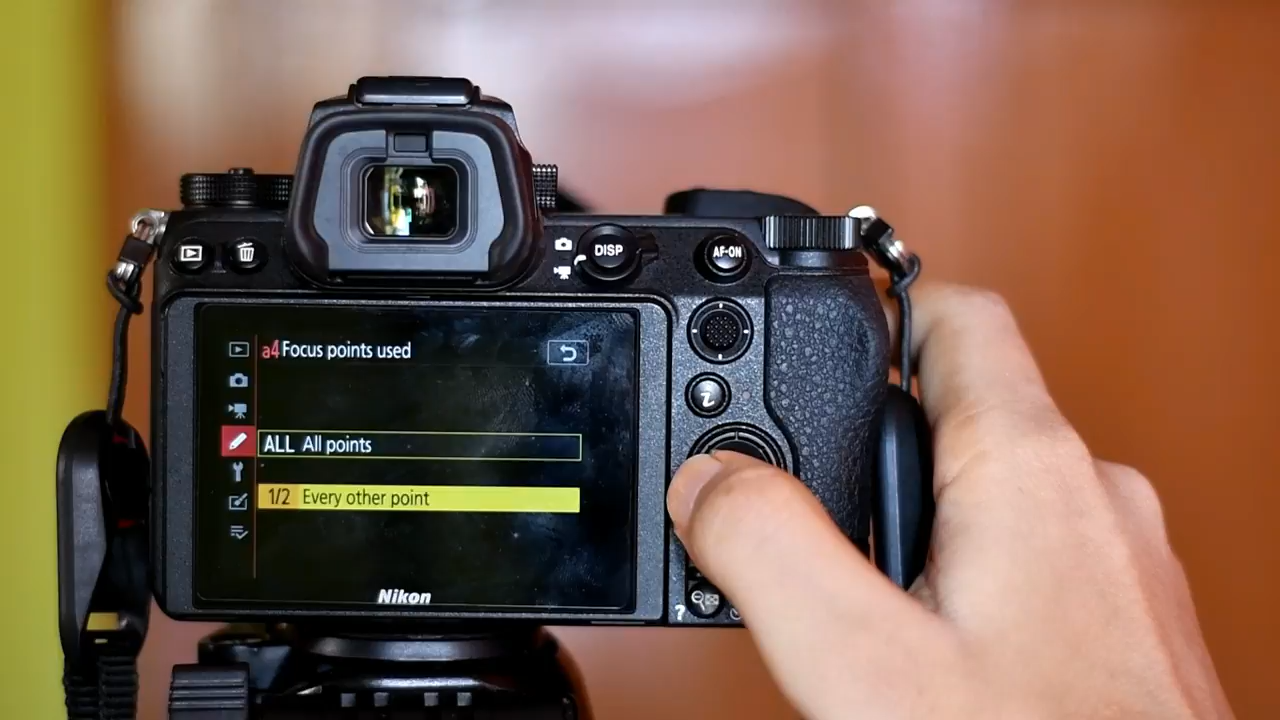 DISP
AF-ON
a4 Focus points used
i
ALL All points
1/2 Every other point
Nikon
?